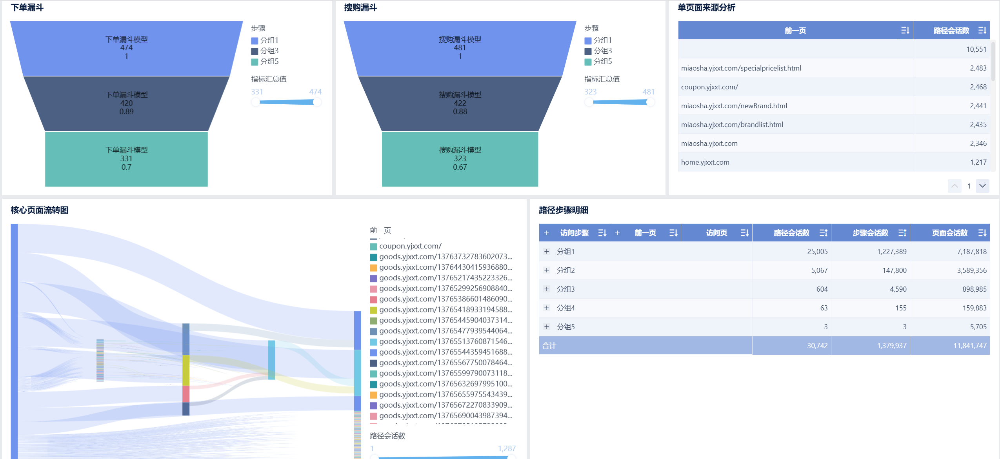 下单漏斗
下单漏斗模型
474
1
下单漏斗模型
420
0.89
下单漏斗模型
331
0.7
步骤
分组1
分组3
分组5
指标汇总值
331 474
搜购漏斗
搜购漏斗模型
481
1
搜购漏斗模型
422
0.88
搜购漏斗模型
323
0.67
步骤
分组1
分组3
分组5
指标汇总值
323 481
单页面来源分析
前一页 路径会话数
10,551
miaosha.yjxxt.com/specialpricelist.html 2,483
coupon.yjxxt.com/ 2,468
miaosha.yjxxt.com/newBrand.html 2,441
miaosha.yjxxt.com/brandlist.html 2,435
miaosha.yjxxt.com 2,346
home.yjxxt.com 1,217
1
核心页面流转图
前一页
coupon.yjxxt.com/
goods.yjxxt.com/13763732783602073...
goods.yjxxt.com/13764430415936880...
goods.yjxxt.com/13765217435223326...
goods.yjxxt.com/13765299256908840...
goods.yjxxt.com/13765386601486090...
goods.yjxxt.com/13765418933194588...
goods.yjxxt.com/13765445904037314...
goods.yjxxt.com/13765477939544064...
goods.yjxxt.com/13765513760871546...
goods.yjxxt.com/13765544359451688...
goods.yjxxt.com/13765567750078464...
goods.yjxxt.com/13765599790073118...
goods.yjxxt.com/13765632697995100...
goods.yjxxt.com/13765655975543439...
goods.yjxxt.com/13765672270833909...
goods.yjxxt.com/13765690043987394...
路径会话数
1 1,287
路径步骤明细
+ 访问步骤 + 前一页 访问页 路径会话数 步骤会话数 页面会话数
+ 分组1 25,005 1,227,389 7,187,818
+ 分组2 5,067 147,800 3,589,356
+ 分组3 604 4,590 898,985
+ 分组4 63 155 159,883
+ 分组5 3 3 5,705
合计 30,742 1,379,937 11,841,747